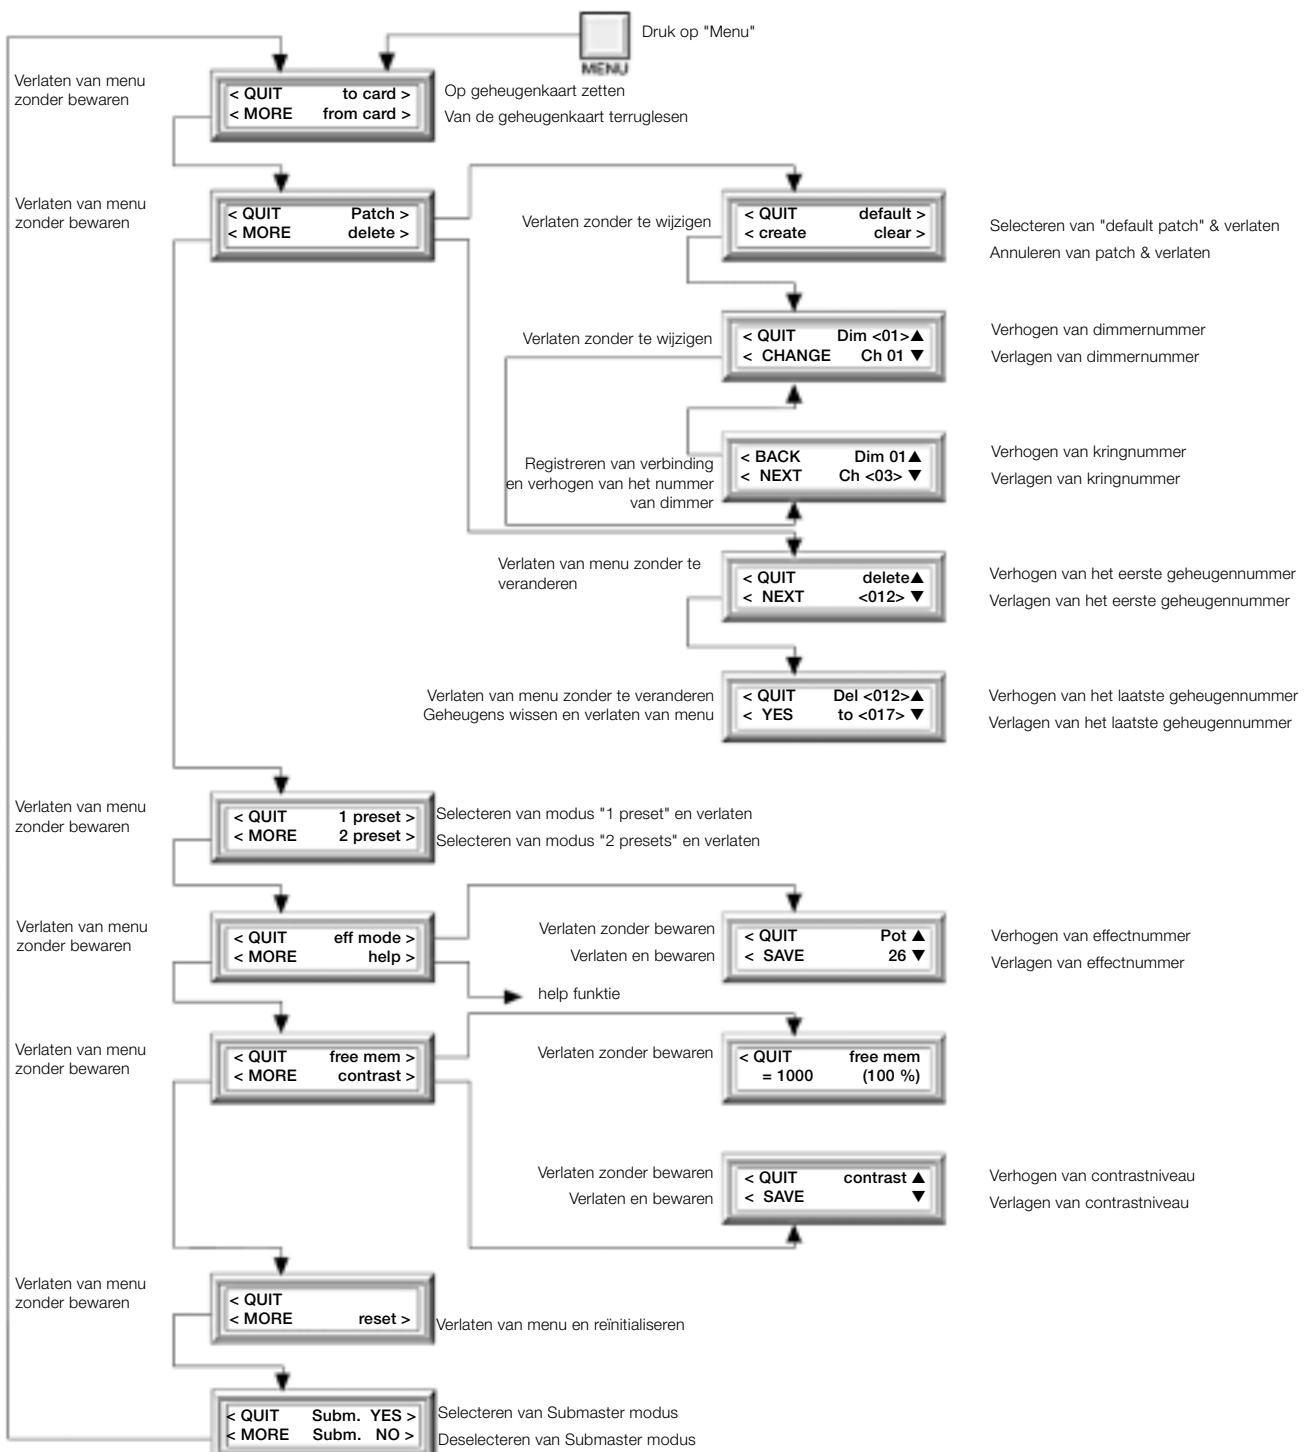 Druk op "Menu"
MENU
Verlaten van menu
zonder bewaren
< QUIT to card >
< MORE from card >
Op geheugenkaart zetten
Van de geheugenkaart terruglesen
Verlaten van menu
zonder bewaren
< QUIT Patch >
< MORE delete >
Verlaten zonder te wijzigen
< QUIT default >
< create clear >
Selecteren van "default patch" & verlaten
Annuleren van patch & verlaten
Verlaten zonder te wijzigen
< QUIT Dim <01>▲
< CHANGE Ch 01 ▼
Verhogen van dimmernummer
Verlagen van dimmernummer
Registreren van verbinding
en verhogen van het nummer
van dimmer
< BACK Dim 01▲
< NEXT Ch <03> ▼
Verhogen van kringnummer
Verlagen van kringnummer
Verlaten van menu zonder te
veranderen
< QUIT delete▲
< NEXT <012> ▼
Verhogen van het eerste geheugennummer
Verlagen van het eerste geheugennummer
Verlaten van menu zonder te veranderen
Geheugens wissen en verlaten van menu
< QUIT Del <012>▲
< YES to <017> ▼
Verhogen van het laatste geheugennummer
Verlagen van het laatste geheugennummer
Verlaten van menu
zonder bewaren
< QUIT 1 preset >
< MORE 2 preset >
Selecteren van modus "1 preset" en verlaten
Selecteren van modus "2 presets" en verlaten
Verlaten van menu
zonder bewaren
< QUIT eff mode >
< MORE help >
Verlaten zonder bewaren
Verlaten en bewaren
< QUIT Pot ▲
< SAVE 26 ▼
Verhogen van effectnummer
Verlagen van effectnummer
help funktie
Verlaten van menu
zonder bewaren
< QUIT free mem >
< MORE contrast >
Verlaten zonder bewaren
< QUIT free mem
= 1000 (100 %)
Verlaten zonder bewaren
Verlaten en bewaren
< QUIT contrast ▲
< SAVE ▼
Verhogen van contrastniveau
Verlagen van contrastniveau
Verlaten van menu
zonder bewaren
< QUIT
< MORE reset >
Verlaten van menu en reïnitialiseren
< QUIT Subm. YES >
< MORE Subm. NO >
Selecteren van Submaster modus
Deselecteren van Submaster modus